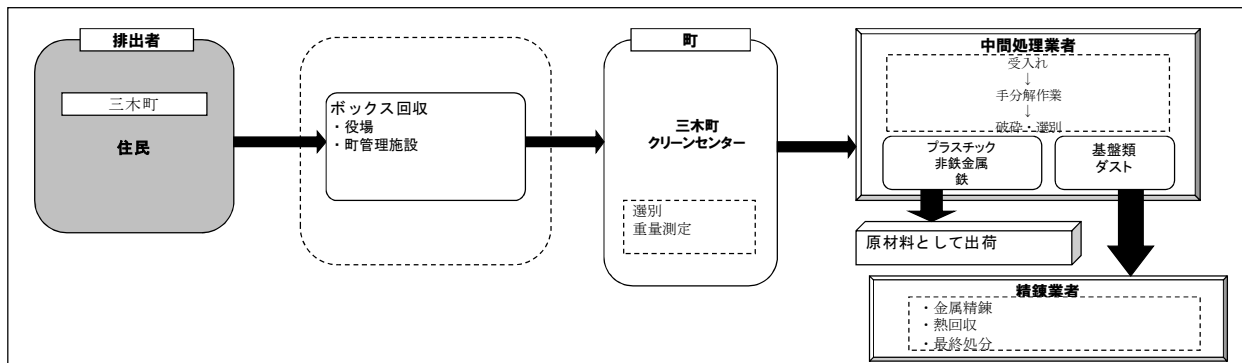 排出者
三木町
住民
ボックス回収
・役場
・町管理施設
町
三木町
クリーンセンター
選別
重量測定
中間処理業者
受入れ
↓
手分解作業
↓
破砕・選別
プラスチック
非鉄金属
鉄
基盤類
ダスト
原材料として出荷
精錬業者
・金属精錬
・熱回収
・最終処分